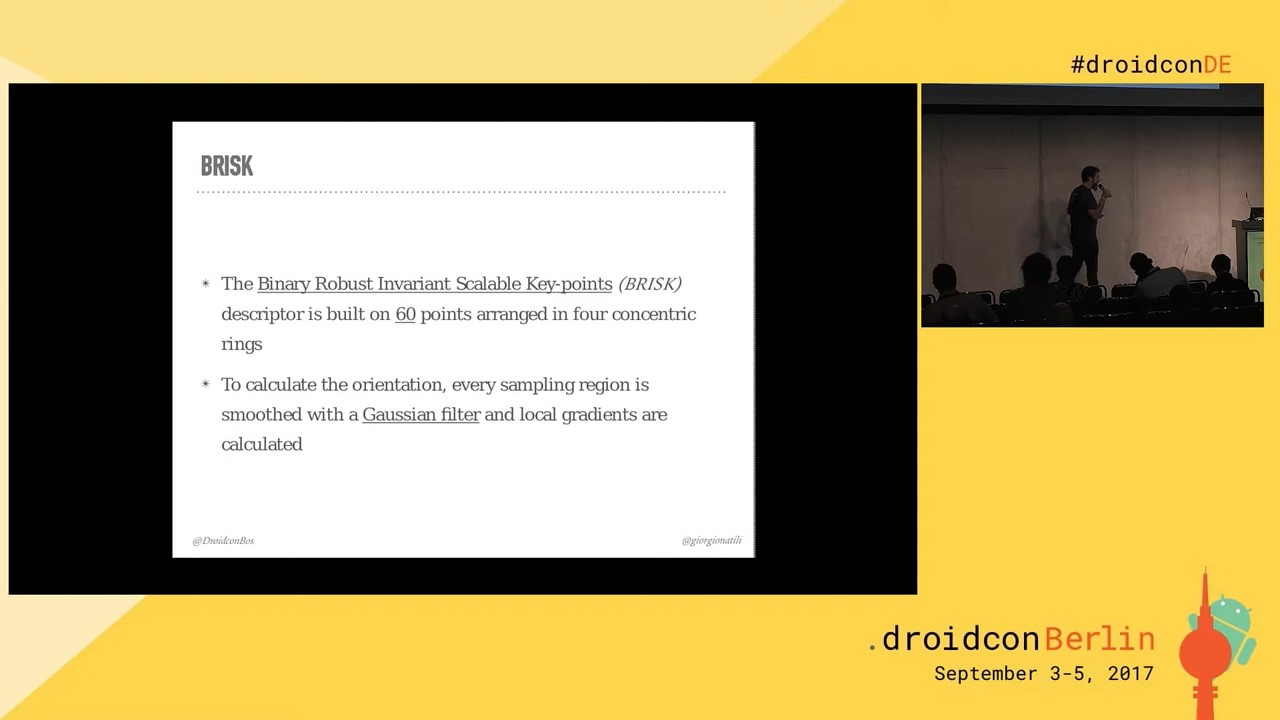 #droidconDE
BRISK
* The Binary Robust Invariant Scalable Key-points (BRISK)
descriptor is built on 60 points arranged in four concentric
rings
* To calculate the orientation, every sampling region is
smoothed with a Gaussian filter and local gradients are
calculated
@DroidconBos
@giorgionatili
.droidconBerlin
September 3-5, 2017